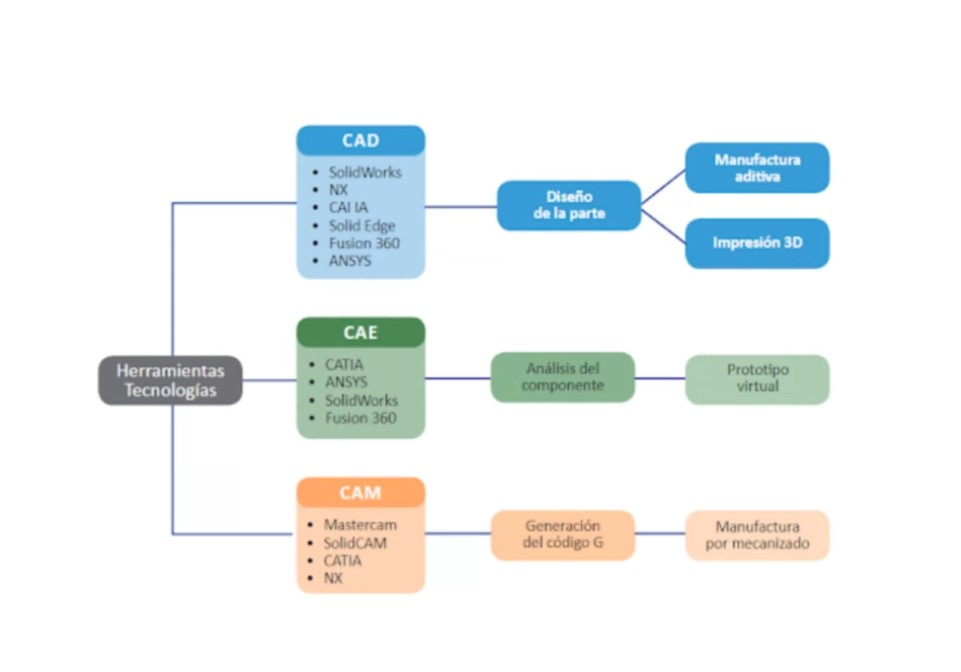 CAD
SolidWorks
NX
CAI IA
Solid Edge
Fusion 360
ANSYS
Diseño
de la parte
Manufactura
aditiva
Impresión 3D
Herramientas
Tecnologías
CAE
CATIA
ANSYS
SolidWorks
Fusion 360
Análisis del
componente
Prototipo
virtual
CAM
Mastercam
SolidCAM
CATIA
NX
Generación
del código G
Manufactura
por mecanizado